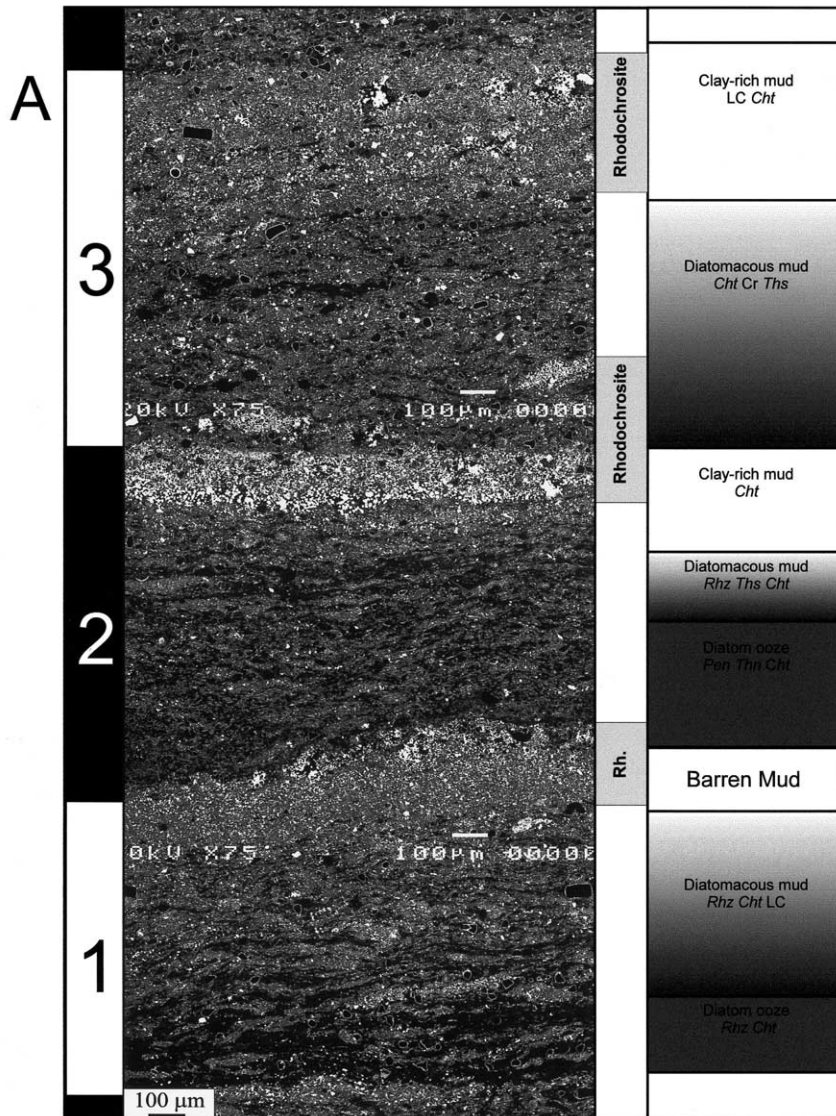 A
3
2
1
20kV X75 100µm 0000
0kV X75 100µm 00000
100 µm
Rhodochrosite
Rhodochrosite
Rh.
Clay-rich mud
LC Cht
Diatomacous mud
Cht Cr Ths
Clay-rich mud
Cht
Diatomacous mud
Rhz Ths Cht
Diatom ooze
Pen Thn Cht
Barren Mud
Diatomacous mud
Rhz Cht LC
Diatom ooze
Rhz Cht